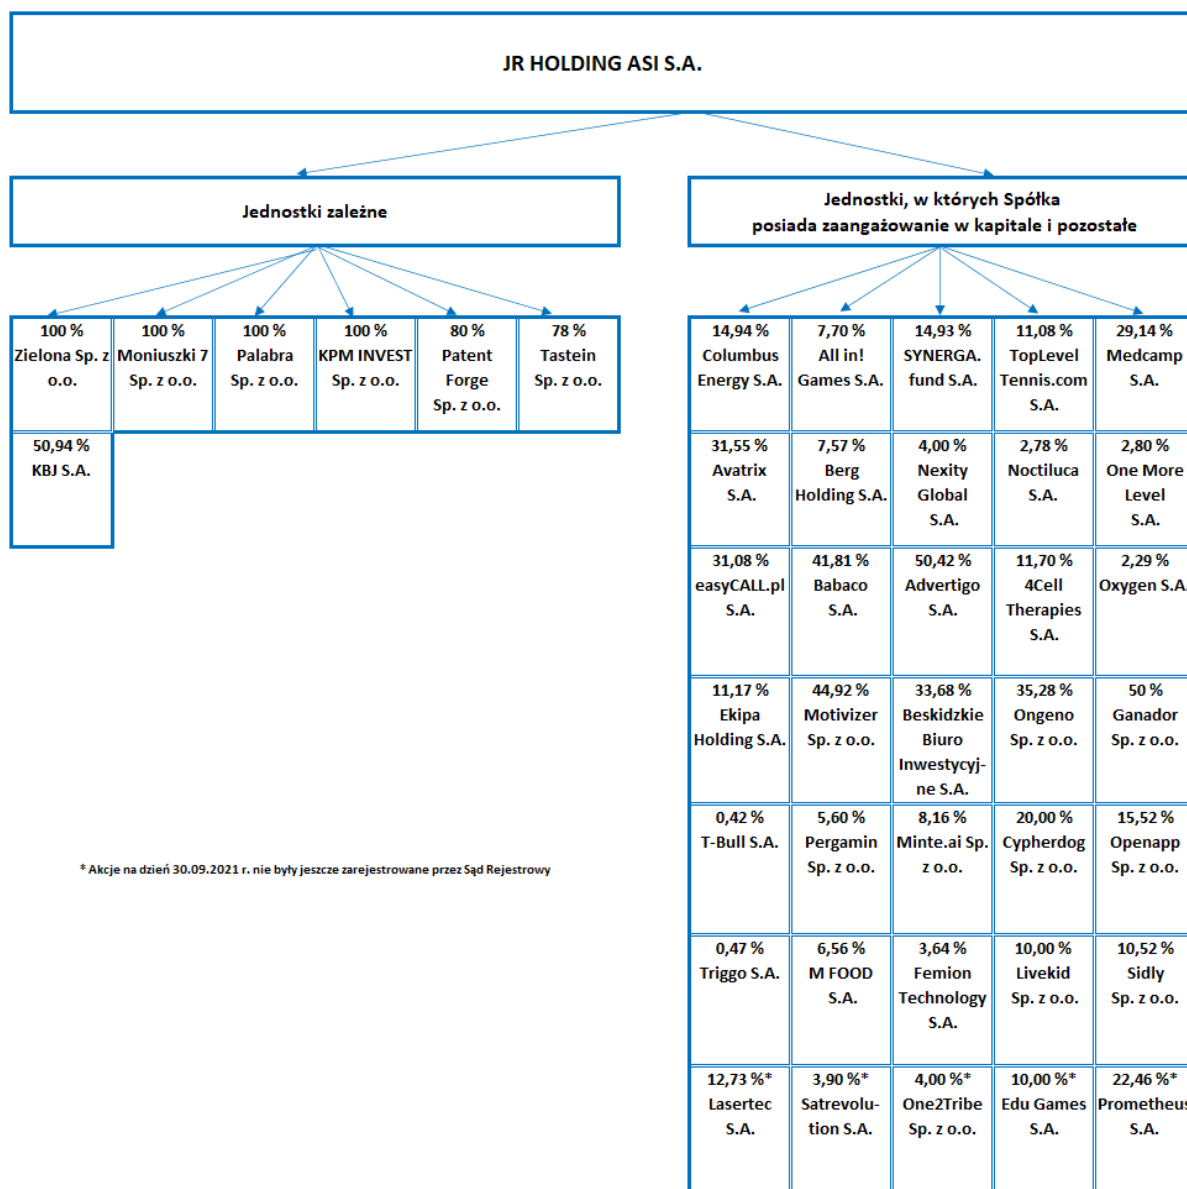 JR HOLDING ASI S.A.
Jednostki zależne
Jednostki, w których Spółka
posiada zaangażowanie w kapitale i pozostałe
100 %
Zielona Sp. z
o.o.
100 %
Moniuszki 7
Sp. z o.o.
100 %
Palabra
Sp. z o.o.
100 %
KPM INVEST
Sp. z o.o.
80 %
Patent
Forge
Sp. z o.o.
78 %
Tastein
Sp. z o.o.
50,94 %
KBJ S.A.
14,94 %
Columbus
Energy S.A.
7,70 %
All in!
Games S.A.
14,93 %
SYNERGA.
fund S.A.
11,08 %
TopLevel
Tennis.com
S.A.
29,14 %
Medcamp
S.A.
31,55 %
Avatrix
S.A.
7,57 %
Berg
Holding S.A.
4,00 %
Nexity
Global
S.A.
2,78 %
Noctiluca
S.A.
2,80 %
One More
Level
S.A.
31,08 %
easyCALL.pl
S.A.
41,81 %
Babaco
S.A.
50,42 %
Advertigo
S.A.
11,70 %
4Cell
Therapies
S.A.
2,29 %
Oxygen S.A.
11,17 %
Ekipa
Holding S.A.
44,92 %
Motivizer
Sp. z o.o.
33,68 %
Beskidzkie
Biuro
Inwestycyj-
ne S.A.
35,28 %
Ongeno
Sp. z o.o.
50 %
Ganador
Sp. z o.o.
0,42 %
T-Bull S.A.
5,60 %
Pergamin
Sp. z o.o.
8,16 %
Minte.ai Sp.
z o.o.
20,00 %
Cypherdog
Sp. z o.o.
15,52 %
Openapp
Sp. z o.o.
* Akcje na dzień 30.09.2021 r. nie były jeszcze zarejestrowane przez Sąd Rejestrowy
0,47 %
Triggo S.A.
6,56 %
M FOOD
S.A.
3,64 %
Femion
Technology
S.A.
10,00 %
Livekid
Sp. z o.o.
10,52 %
Sidly
Sp. z o.o.
12,73 %*
Lasertec
S.A.
3,90 %*
Satrevolu-
tion S.A.
4,00 %*
One2Tribe
Sp. z o.o.
10,00 %*
Edu Games
S.A.
22,46 %*
Prometheus
S.A.